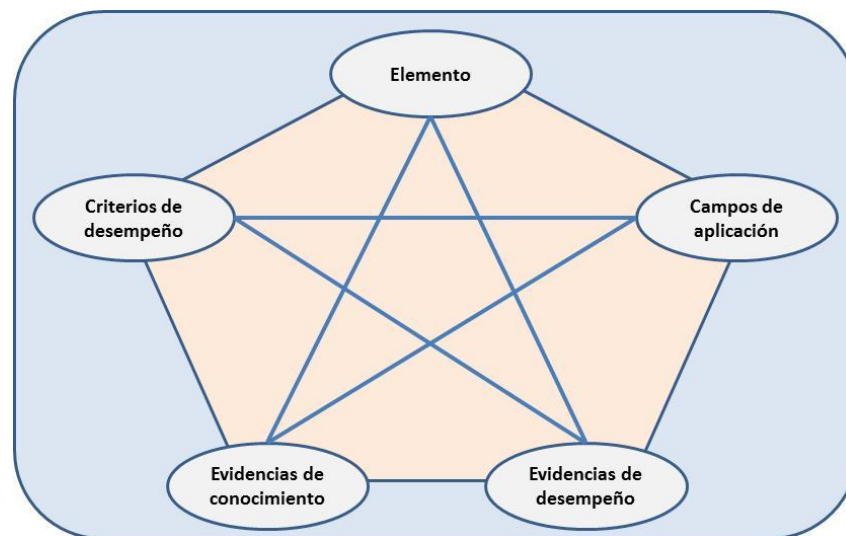 Elemento
Criterios de
desempeño
Campos de
aplicación
Evidencias de
conocimiento
Evidencias de
desempeño